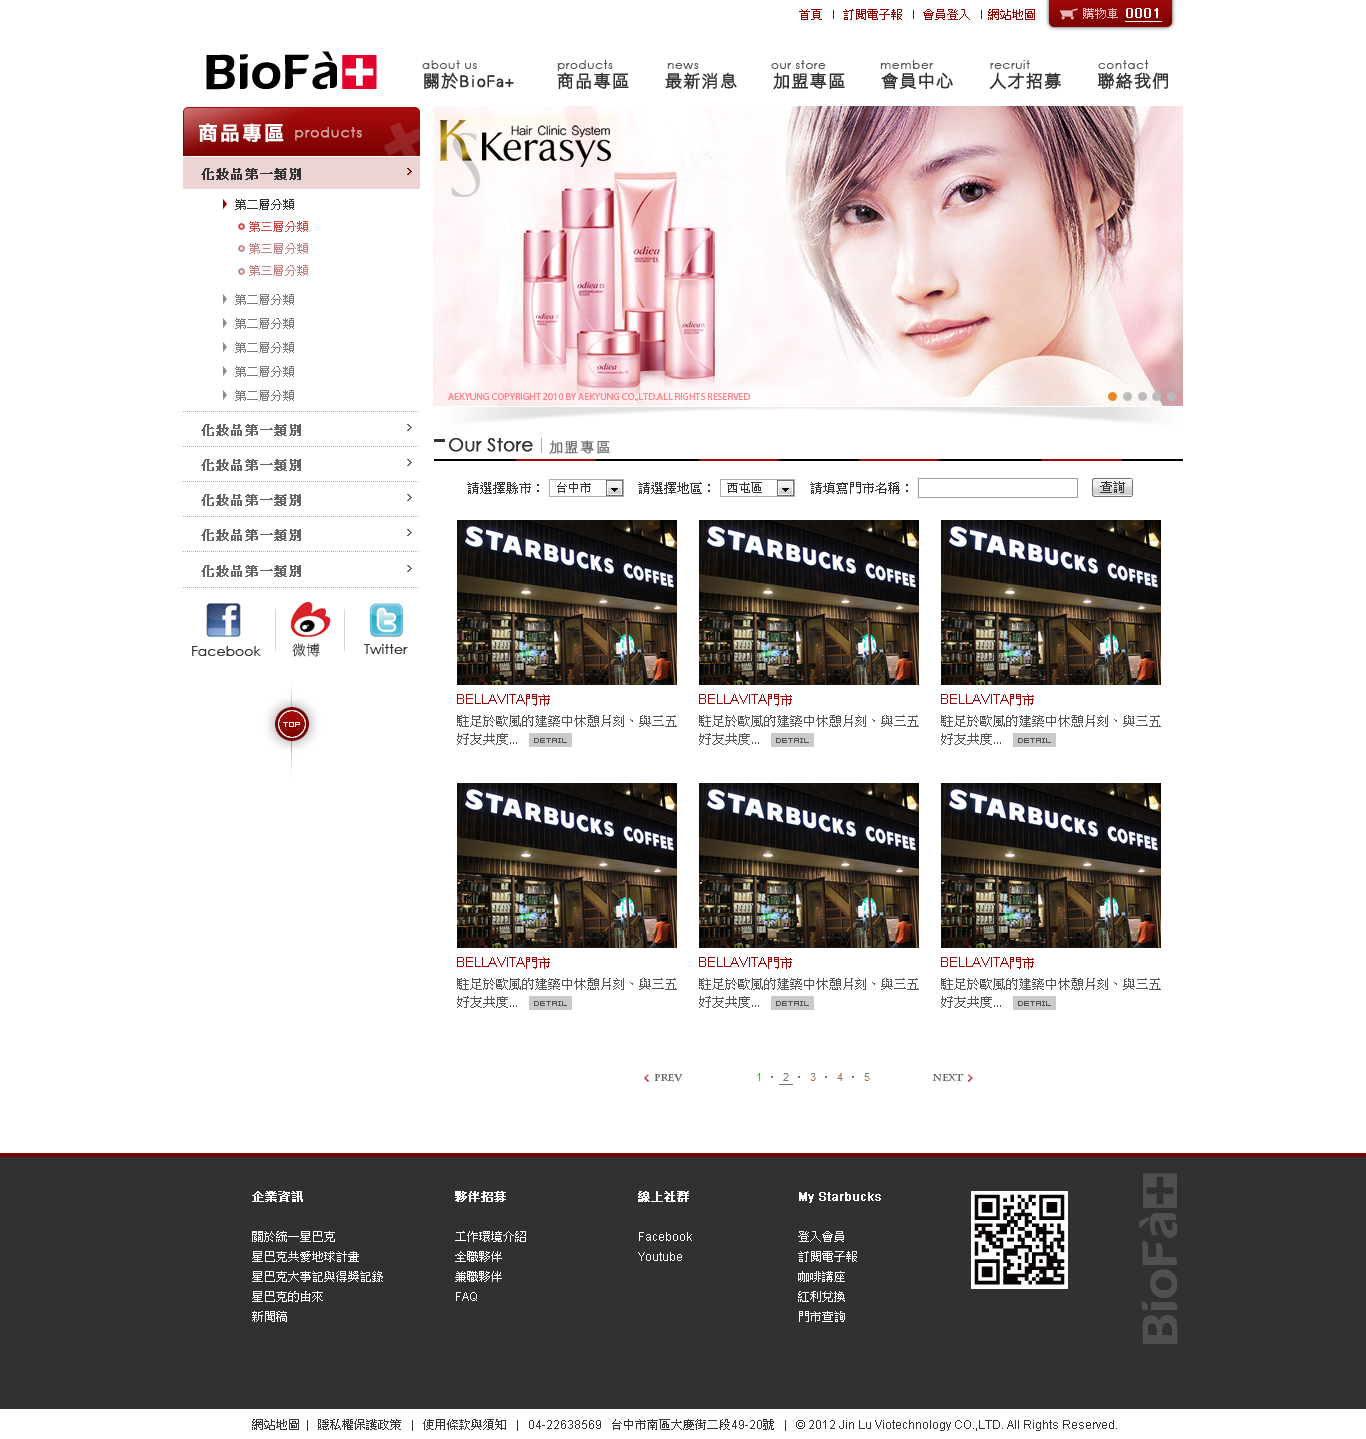 首頁 | 訂閱電子報 | 會員登入 | 網站地圖 購物車 0001
BioFà+
about us products news our store member recruit contact
關於BioFa+ 商品專區 最新消息 加盟專區 會員中心 人才招募 聯絡我們
商品專區 products
化妝品第一類別
第二層分類
第三層分類
第三層分類
第三層分類
第二層分類
第二層分類
第二層分類
第二層分類
第二層分類
化妝品第一類別
化妝品第一類別
化妝品第一類別
化妝品第一類別
化妝品第一類別
Facebook 微博 Twitter
TOP
Hair Clinic System
KS Kerasys
odiea
odiea EX
odiea EX
odiea EX
odiea EX
odiea
AEKYUNG COPYRIGHT 2010 BY AEKYUNG CO.,LTD.ALL RIGHTS RESERVED
Our Store | 加盟專區
請選擇縣市： 台中市 請選擇地區： 西屯區 請填寫門市名稱： 查詢
STARBUCKS COFFEE STARBUCKS COFFEE STARBUCKS COFFEE
BELLAVITA門市 BELLAVITA門市 BELLAVITA門市
駐足於歐風的建築中休憩片刻、與三五 駐足於歐風的建築中休憩片刻、與三五 駐足於歐風的建築中休憩片刻、與三五
好友共度... DETAIL 好友共度... DETAIL 好友共度... DETAIL
STARBUCKS COFFEE STARBUCKS COFFEE STARBUCKS COFFEE
BELLAVITA門市 BELLAVITA門市 BELLAVITA門市
駐足於歐風的建築中休憩片刻、與三五 駐足於歐風的建築中休憩片刻、與三五 駐足於歐風的建築中休憩片刻、與三五
好友共度... DETAIL 好友共度... DETAIL 好友共度... DETAIL
PREV 1 · 2 · 3 · 4 · 5 NEXT
企業資訊 夥伴招募 線上社群 My Starbucks
關於統一星巴克 工作環境介紹 Facebook 登入會員
星巴克共愛地球計畫 全職夥伴 Youtube 訂閱電子報
星巴克大事記與得獎記錄 兼職夥伴 咖啡講座
星巴克的由來 FAQ 紅利兌換
新聞稿 門市查詢
BioFà+
網站地圖 | 隱私權保護政策 | 使用條款與須知 | 04-22638569 台中市南區大慶街二段49-20號 | © 2012 Jin Lu Viotechnology CO.,LTD. All Rights Reserved.